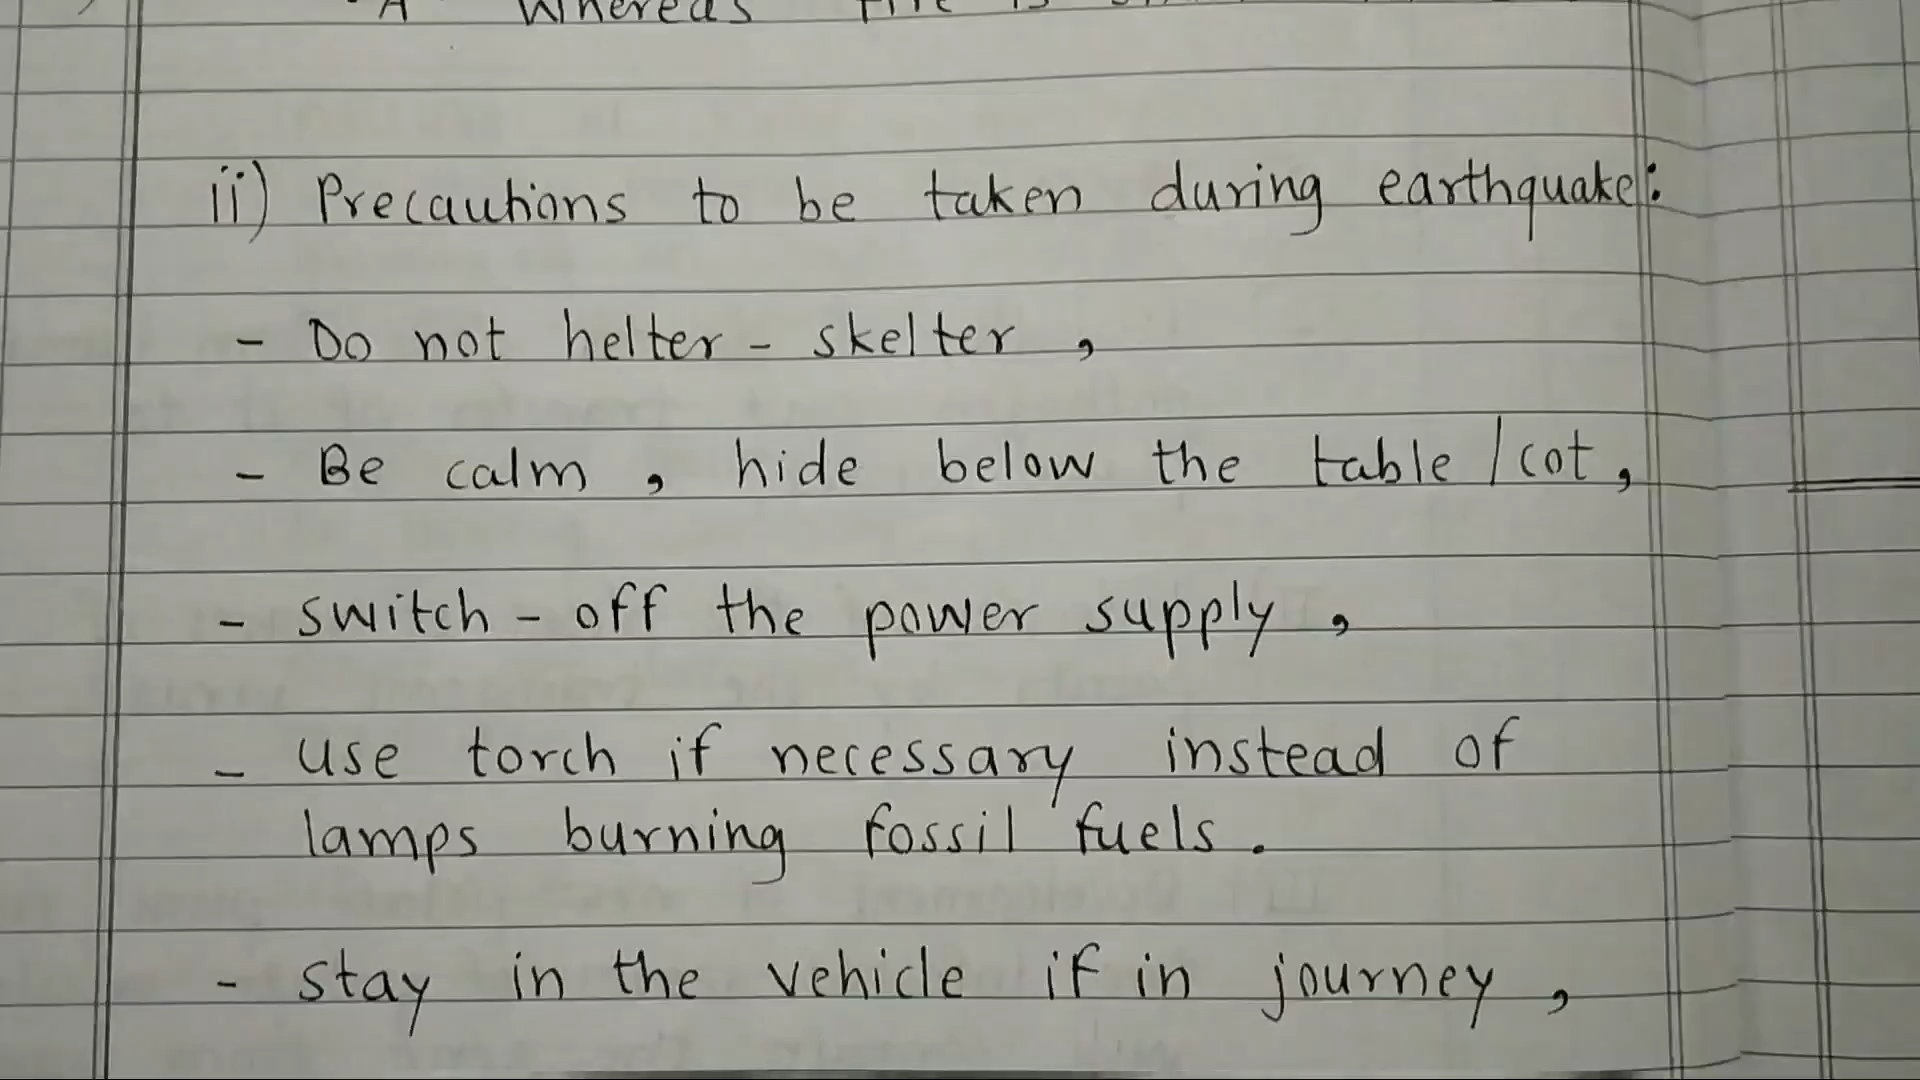 Whereas
ii) Precautions to be taken during earthquake:
- Do not helter - skelter ,
- Be calm , hide below the table / cot ,
- switch - off the power supply ,
- use torch if necessary instead of
lamps burning fossil fuels .
- stay in the vehicle if in journey ,